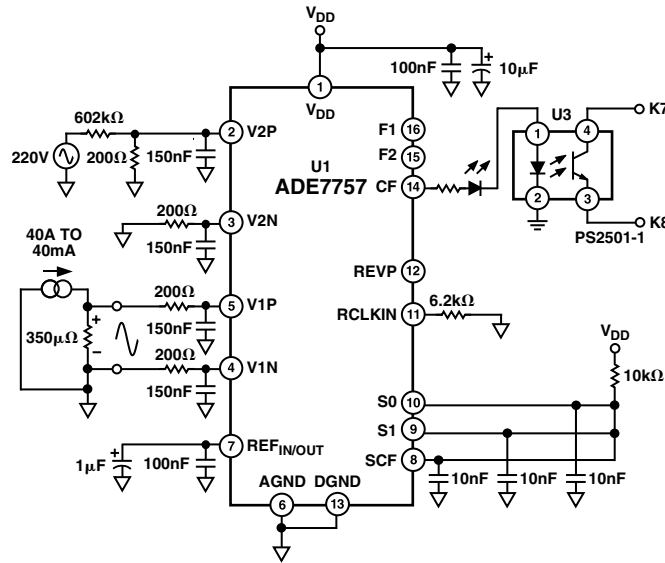 VDD
1
VDD
100nF
+
10µF
602kΩ
220V
200Ω
150nF
2
V2P
U1
ADE7757
F1
16
F2
15
CF
14
U3
1
4
2
3
K7
K8
PS2501-1
200Ω
150nF
3
V2N
40A TO
40mA
200Ω
150nF
5
V1P
350µΩ
+
–
200Ω
150nF
4
V1N
REVP
12
RCLKIN
11
6.2kΩ
VDD
10kΩ
S0
10
S1
9
SCF
8
10nF
10nF
10nF
+
1µF
100nF
7
REFIN/OUT
AGND
DGND
6
13